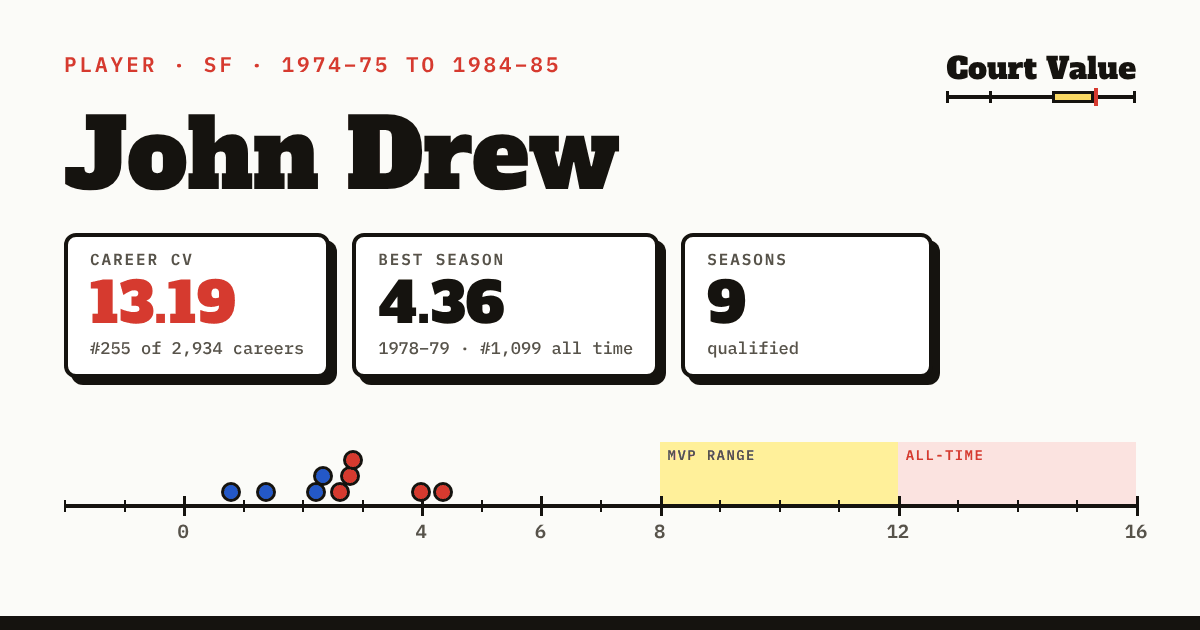 PLAYER · SF · 1974–75 TO 1984–85
Court Value
John Drew
CAREER CV
13.19
#255 of 2,934 careers
BEST SEASON
4.36
1978–79 · #1,099 all time
SEASONS
9
qualified
MVP RANGE
ALL-TIME
0 4 6 8 12 16